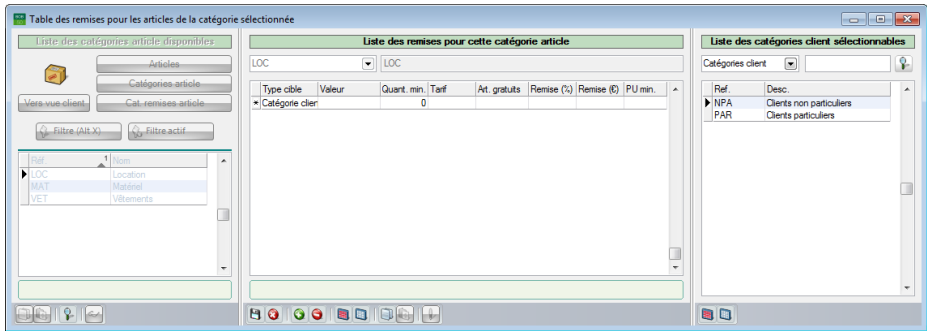 Table des remises pour les articles de la catégorie sélectionnée
Liste des catégories article disponibles
Articles
Catégories article
Vers vue client
Cat. remises article
Filtre (Alt X)
Filtre actif
Réf. 1 Nom
LOC Location
MAT Matériel
VET Vêtements
Liste des remises pour cette catégorie article
LOC LOC
Type cible Valeur Quant. min. Tarif Art. gratuits Remise (%) Remise (€) PU min.
Catégorie clien 0
Liste des catégories client sélectionnables
Catégories client
Ref. Desc.
NPA Clients non particuliers
PAR Clients particuliers